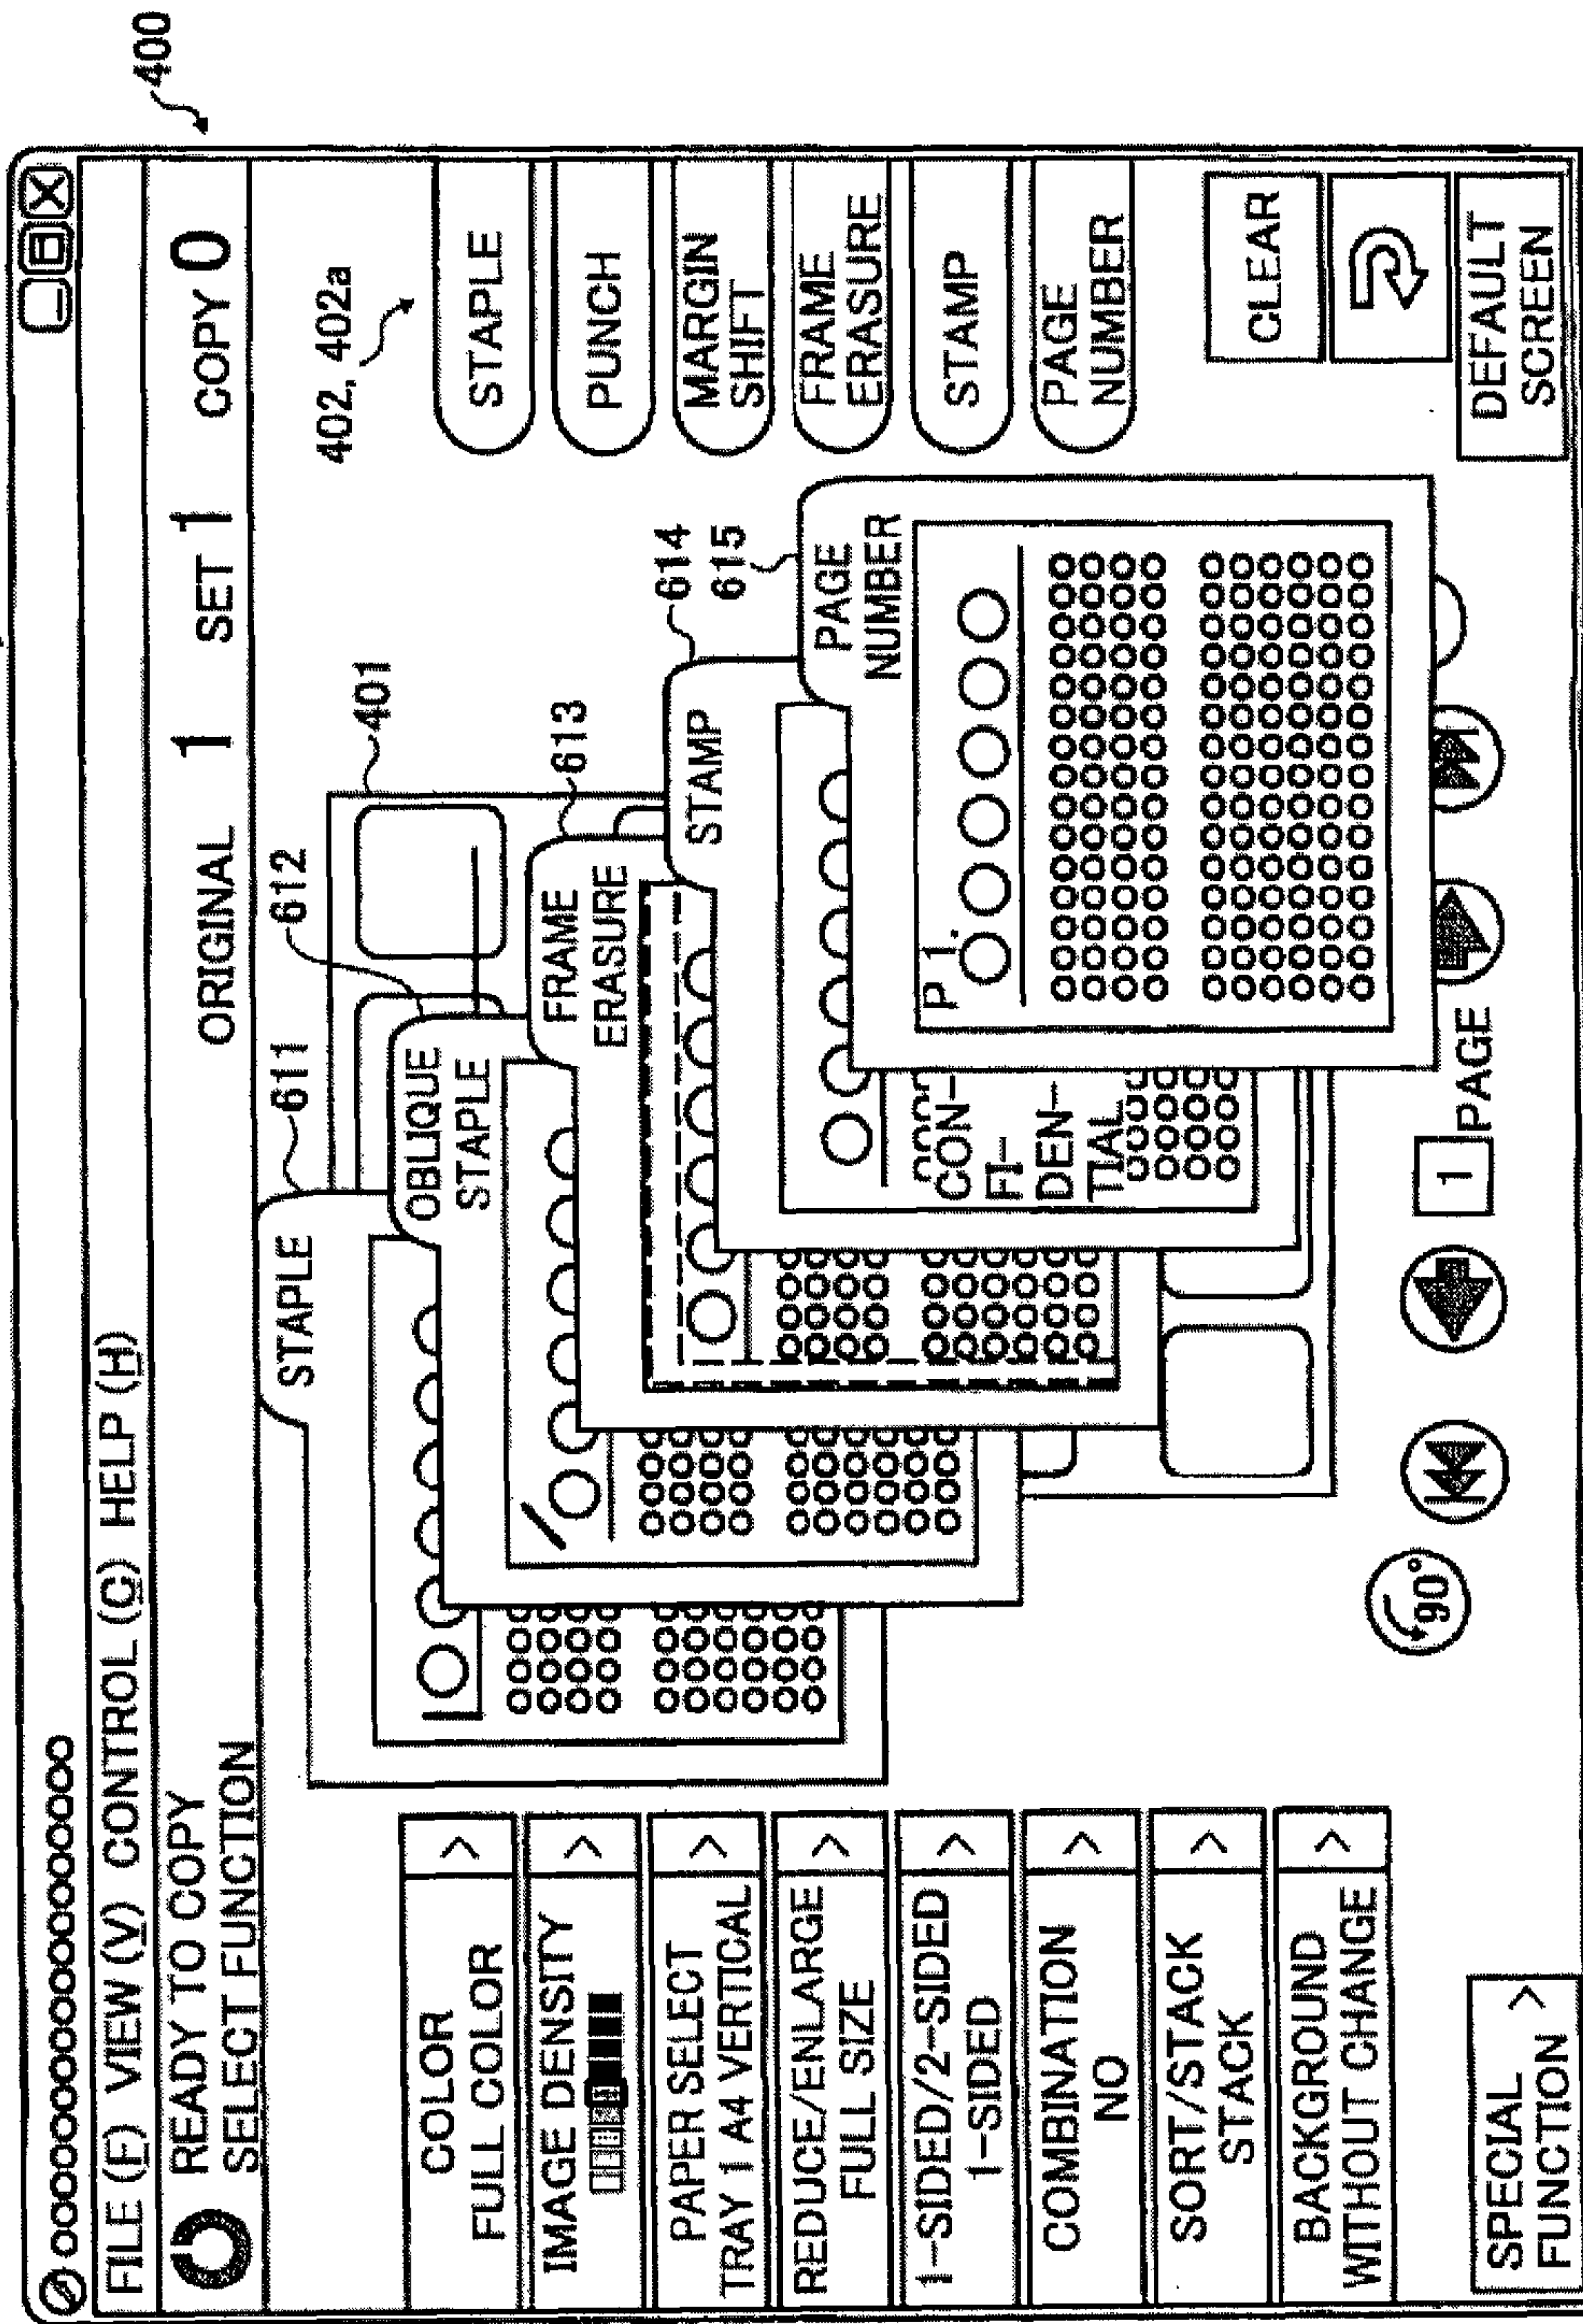 400
OOOOOOOOOOOOOOOOOO
FILE (F) VIEW (V) CONTROL (C) HELP (H)
READY TO COPY
SELECT FUNCTION
ORIGINAL 1 SET 1 COPY 0
COLOR >
FULL COLOR
IMAGE DENSITY >
PAPER SELECT >
TRAY 1 A4 VERTICAL
REDUCE/ENLARGE >
FULL SIZE
1-SIDED/2-SIDED >
1-SIDED
COMBINATION >
NO
SORT/STACK >
STACK
BACKGROUND >
WITHOUT CHANGE
SPECIAL
FUNCTION >
611
STAPLE
612
OBLIQUE
STAPLE
401
613
FRAME
ERASURE
614
STAMP
CON-
FI-
DEN-
TIAL
615
PAGE
NUMBER
P 1.
90°
1 PAGE
402, 402a
STAPLE
PUNCH
MARGIN
SHIFT
FRAME
ERASURE
STAMP
PAGE
NUMBER
CLEAR
DEFAULT
SCREEN